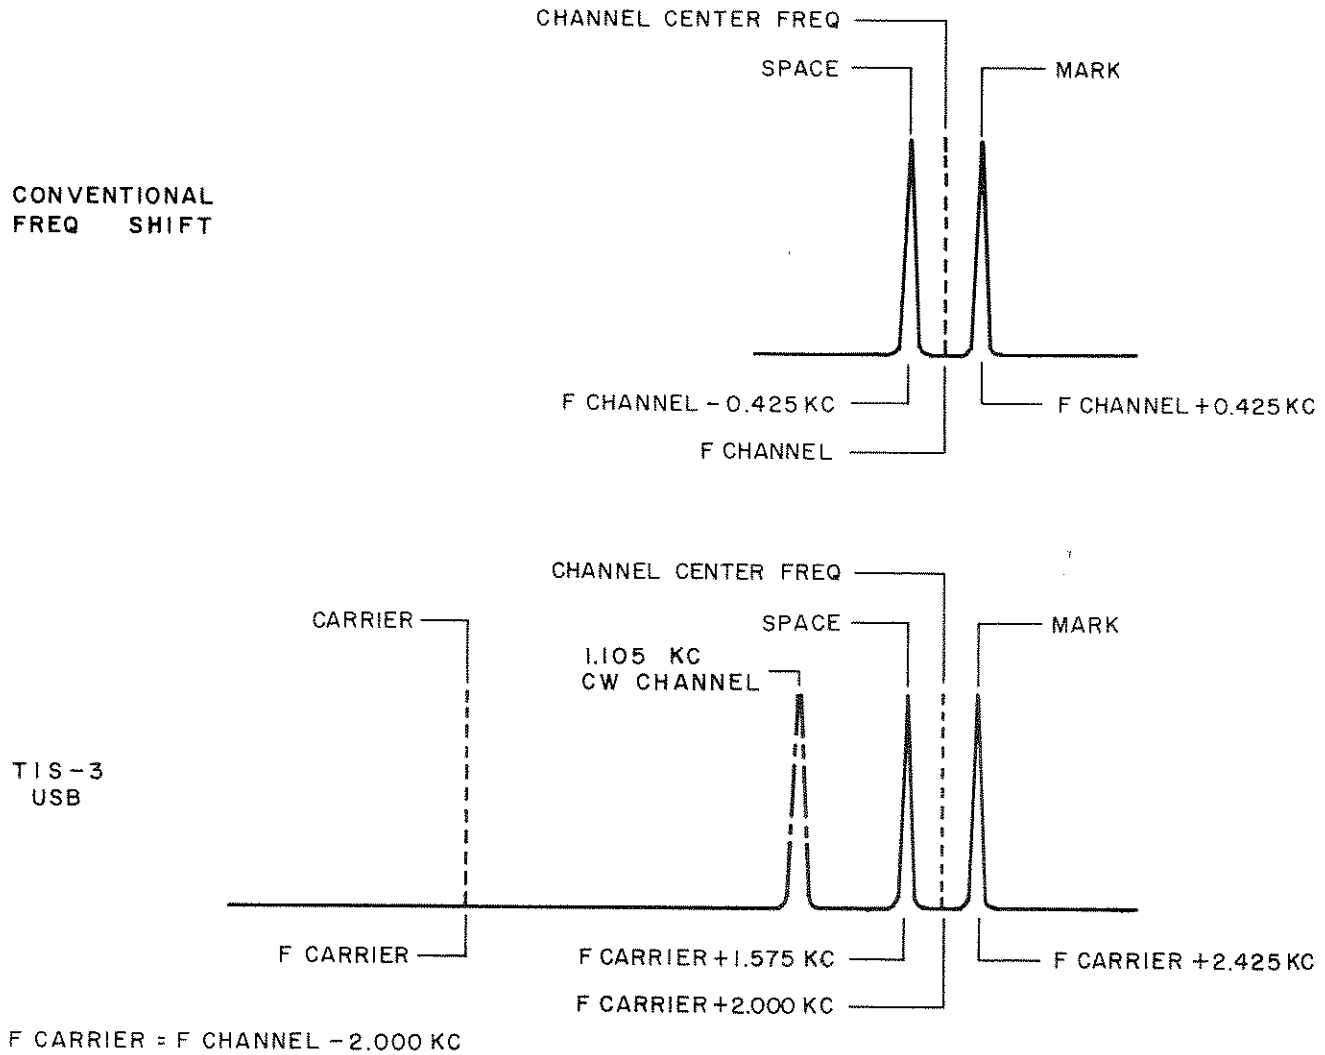 CHANNEL CENTER FREQ
SPACE
MARK
CONVENTIONAL
FREQ SHIFT
F CHANNEL - 0.425 KC
F CHANNEL + 0.425 KC
F CHANNEL
CHANNEL CENTER FREQ
CARRIER
SPACE
MARK
1.105 KC
CW CHANNEL
TIS-3
USB
F CARRIER
F CARRIER + 1.575 KC
F CARRIER + 2.425 KC
F CARRIER + 2.000 KC
F CARRIER = F CHANNEL - 2.000 KC